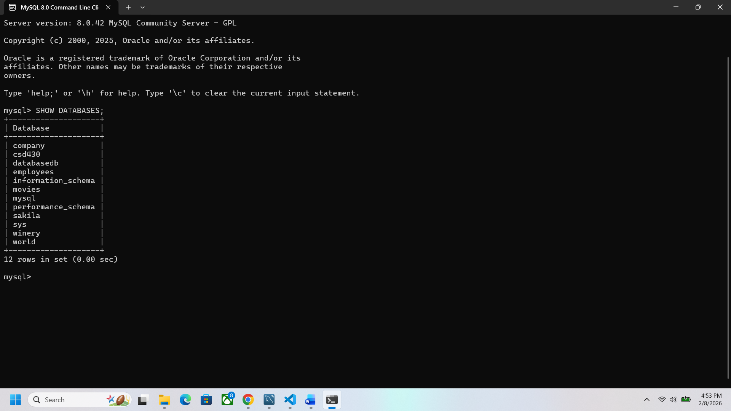 MySQL 8.0 Command Line Cli
Server version: 8.0.42 MySQL Community Server - GPL
Copyright (c) 2000, 2025, Oracle and/or its affiliates.
Oracle is a registered trademark of Oracle Corporation and/or its
affiliates. Other names may be trademarks of their respective
owners.
Type 'help;' or '\h' for help. Type '\c' to clear the current input statement.
mysql> SHOW DATABASES;
+--------------------+
| Database           |
+--------------------+
| company            |
| csd430             |
| databasedb         |
| employees          |
| information_schema |
| movies             |
| mysql              |
| performance_schema |
| sakila             |
| sys                |
| winery             |
| world              |
+--------------------+
12 rows in set (0.00 sec)
mysql>
Search
4:53 PM
2/8/2026